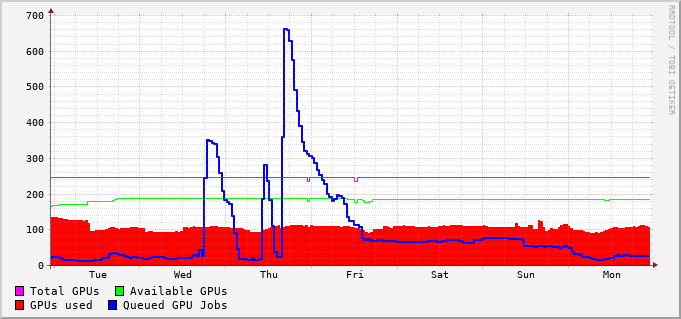 700
600
500
400
300
200
100
0
Tue Wed Thu Fri Sat Sun Mon
Total GPUs Available GPUs
GPUs used Queued GPU Jobs
RRDTOOL / TOBI OETIKER